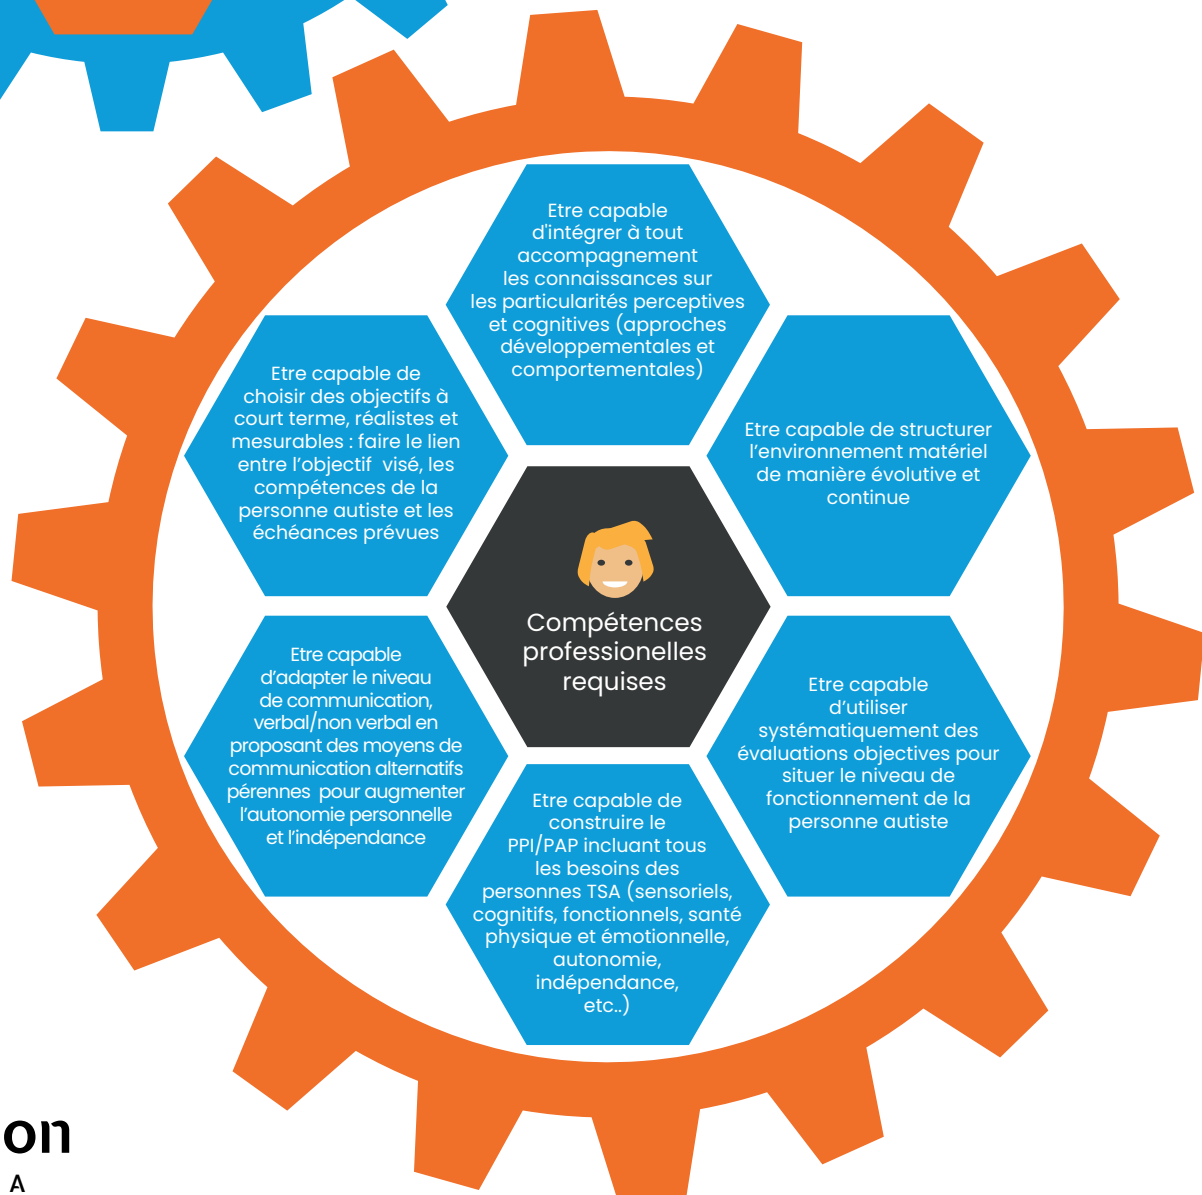 Etre capable
d'intégrer à tout
accompagnement
les connaissances sur
les particularités perceptives
et cognitives (approches
développementales et
comportementales)
Etre capable de
choisir des objectifs à
court terme, réalistes et
mesurables : faire le lien
entre l’objectif  visé, les
compétences de la
personne autiste et les
échéances prévues
Etre capable de structurer
l’environnement matériel
de manière évolutive et
continue
Compétences
professionelles
requises
Etre capable
d’adapter le niveau
de communication,
verbal/non verbal en
proposant des moyens de
communication alternatifs
pérennes  pour augmenter
l’autonomie personnelle
et l’indépendance
Etre capable
d’utiliser
systématiquement des
évaluations objectives pour
situer le niveau de
fonctionnement de la
personne autiste
Etre capable de
construire le
PPI/PAP incluant tous
les besoins des
personnes TSA (sensoriels,
cognitifs, fonctionnels, santé
physique et émotionnelle,
autonomie,
indépendance,
etc..)
on
A